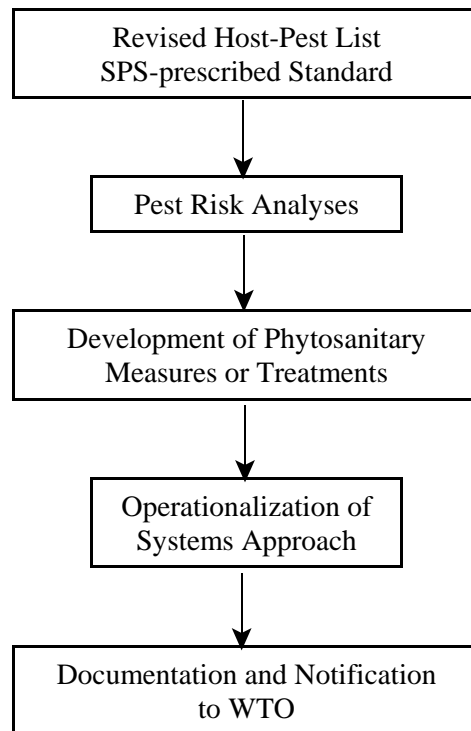 Revised Host-Pest List
SPS-prescribed Standard
Pest Risk Analyses
Development of Phytosanitary
Measures or Treatments
Operationalization of
Systems Approach
Documentation and Notification
to WTO